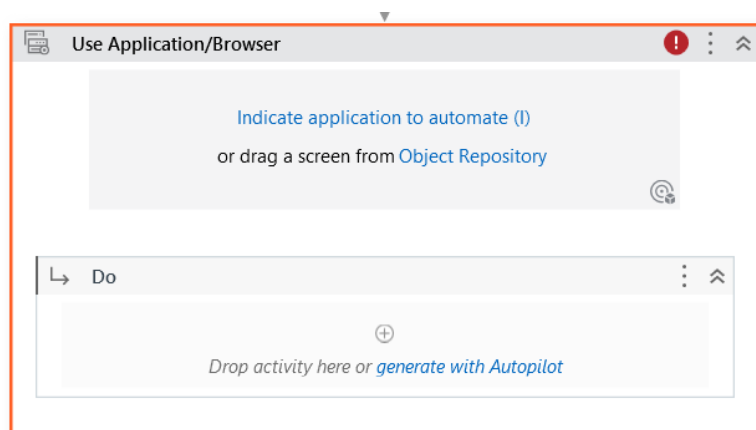 Use Application/Browser
Indicate application to automate (I)
or drag a screen from Object Repository
Do
Drop activity here or generate with Autopilot